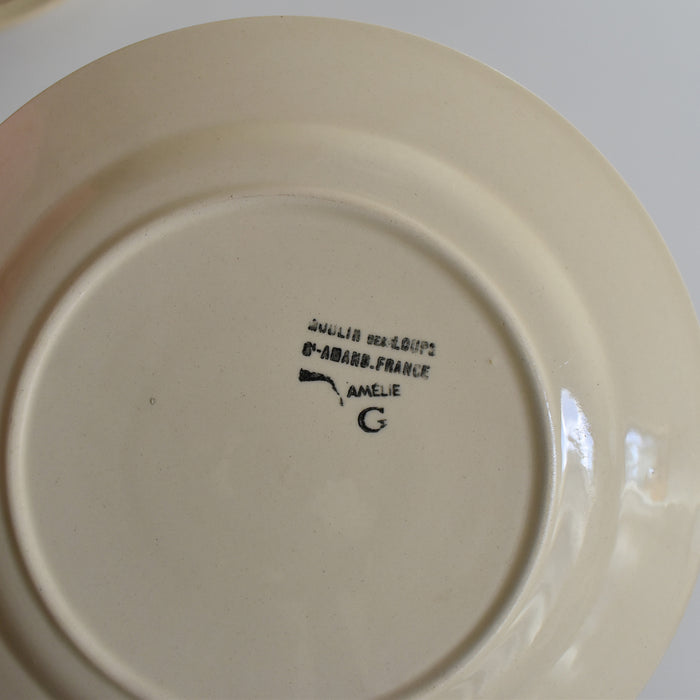 MOULIN DES LOUPS
St-AMAND.FRANCE
AMÉLIE
G